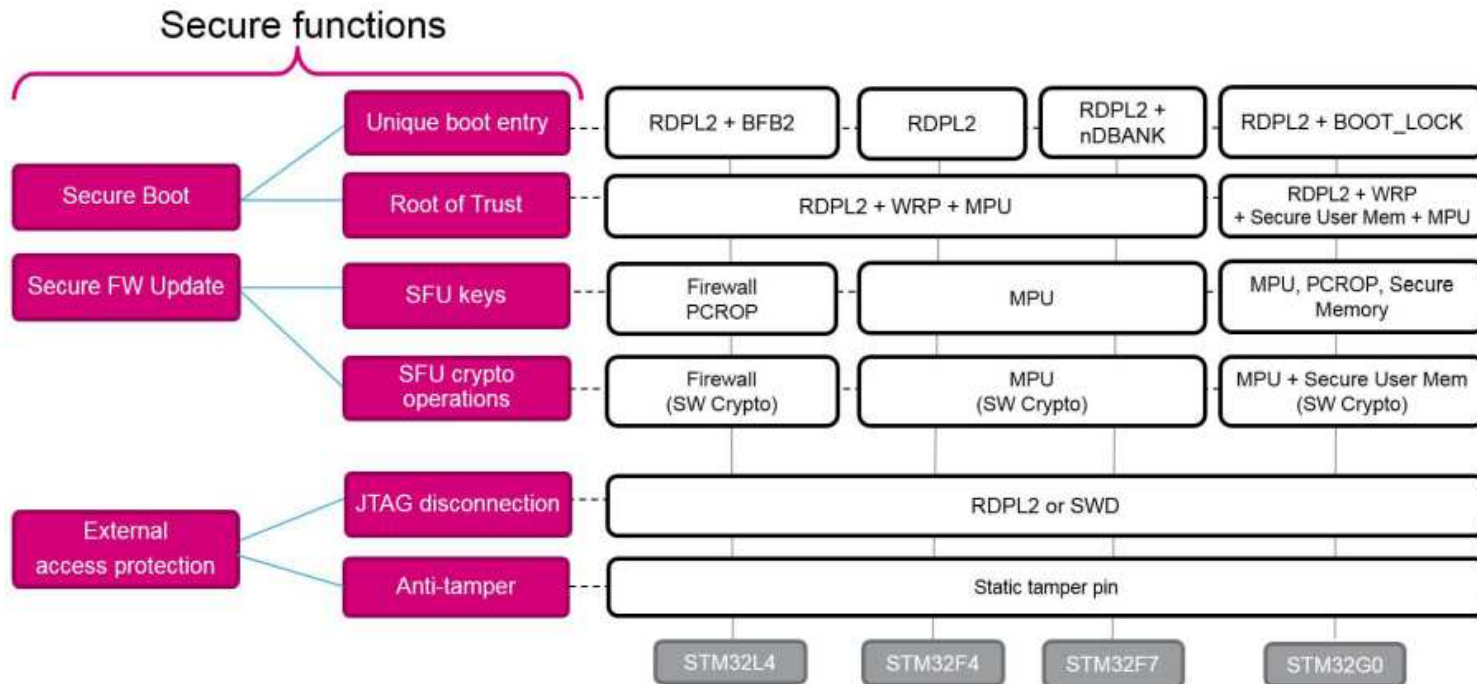 Secure functions
Unique boot entry
RDPL2 + BFB2
RDPL2
RDPL2 +
nDBANK
RDPL2 + BOOT_LOCK
Secure Boot
Root of Trust
RDPL2 + WRP + MPU
RDPL2 + WRP
+ Secure User Mem + MPU
Secure FW Update
SFU keys
Firewall
PCROP
MPU
MPU, PCROP, Secure
Memory
SFU crypto
operations
Firewall
(SW Crypto)
MPU
(SW Crypto)
MPU + Secure User Mem
(SW Crypto)
External
access protection
JTAG disconnection
RDPL2 or SWD
Anti-tamper
Static tamper pin
STM32L4
STM32F4
STM32F7
STM32G0